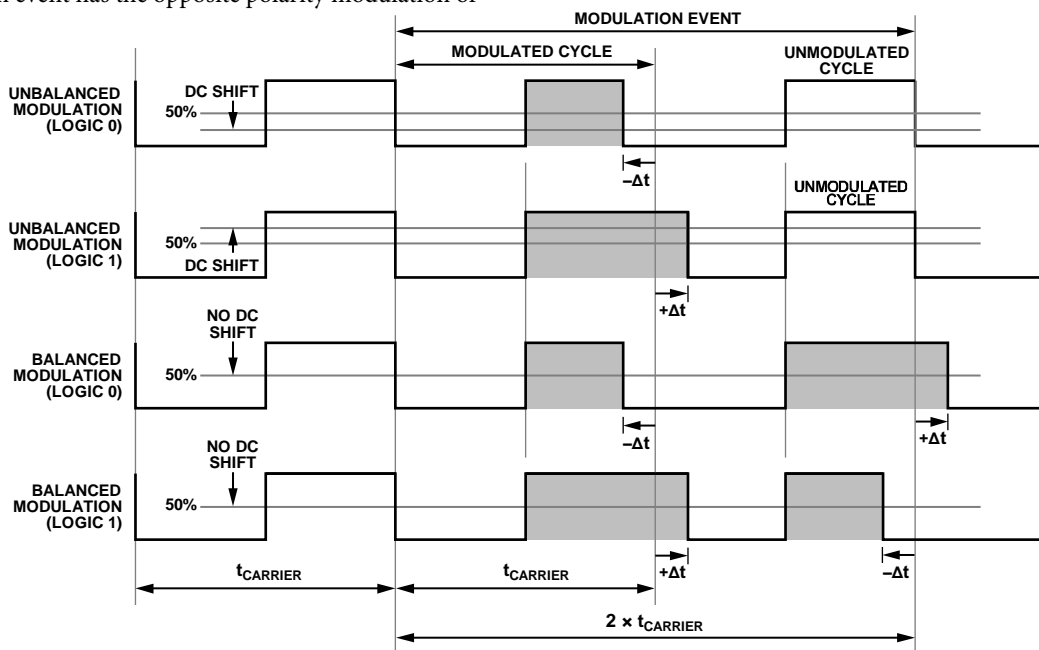 event has the opposite polarity modulation of
MODULATION EVENT
MODULATED CYCLE
UNMODULATED
CYCLE
UNBALANCED
MODULATION
(LOGIC 0)
DC SHIFT
50%
–Δt
UNMODULATED
CYCLE
UNBALANCED
MODULATION
(LOGIC 1)
50%
DC SHIFT
+Δt
NO DC
SHIFT
BALANCED
MODULATION
(LOGIC 0)
50%
–Δt
+Δt
NO DC
SHIFT
BALANCED
MODULATION
(LOGIC 1)
50%
+Δt
–Δt
tCARRIER
tCARRIER
2 × tCARRIER